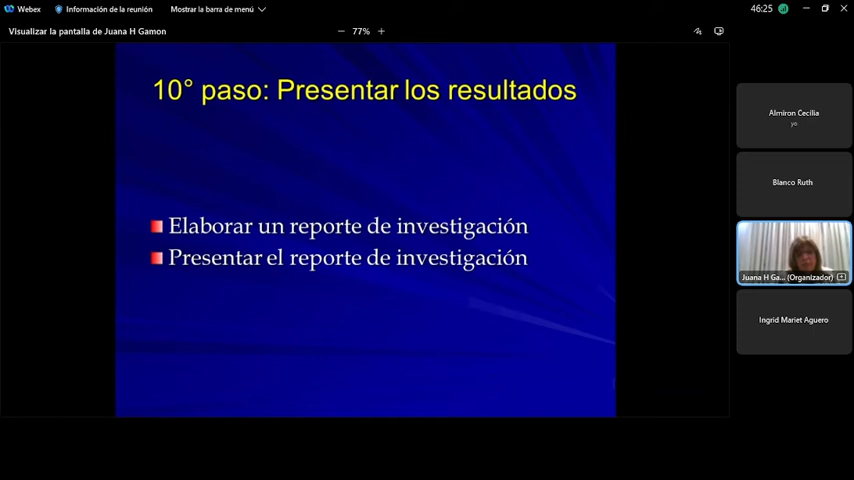 Webex
Información de la reunión
Mostrar la barra de menú
46:25
Visualizar la pantalla de Juana H Gamon
77%
10° paso: Presentar los resultados
Elaborar un reporte de investigación
Presentar el reporte de investigación
Almiron Cecilia
yo
Blanco Ruth
Juana H Ga... (Organizador)
Ingrid Mariet Aguero